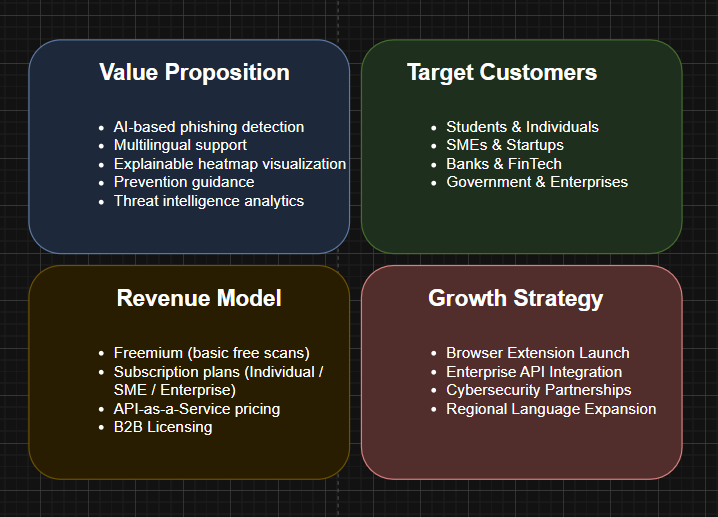 Value Proposition
AI-based phishing detection
Multilingual support
Explainable heatmap visualization
Prevention guidance
Threat intelligence analytics
Target Customers
Students & Individuals
SMEs & Startups
Banks & FinTech
Government & Enterprises
Revenue Model
Freemium (basic free scans)
Subscription plans (Individual /
SME / Enterprise)
API-as-a-Service pricing
B2B Licensing
Growth Strategy
Browser Extension Launch
Enterprise API Integration
Cybersecurity Partnerships
Regional Language Expansion